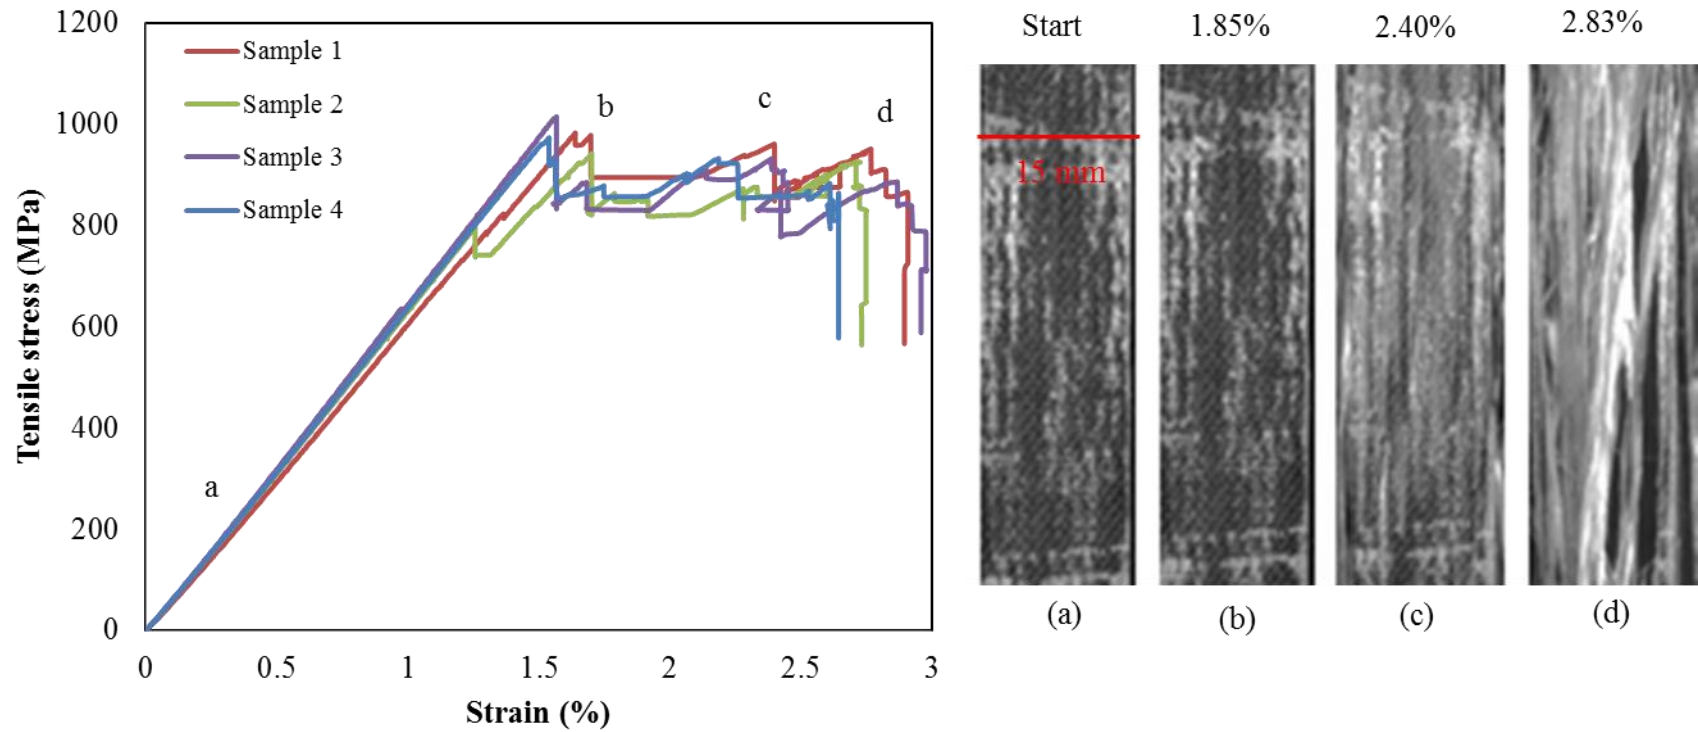 1200
1000
800
600
400
200
0
Tensile stress (MPa)
Sample 1
Sample 2
Sample 3
Sample 4
a
b
c
d
0
0.5
1
1.5
2
2.5
3
Strain (%)
Start
1.85%
2.40%
2.83%
15 mm
(a)
(b)
(c)
(d)